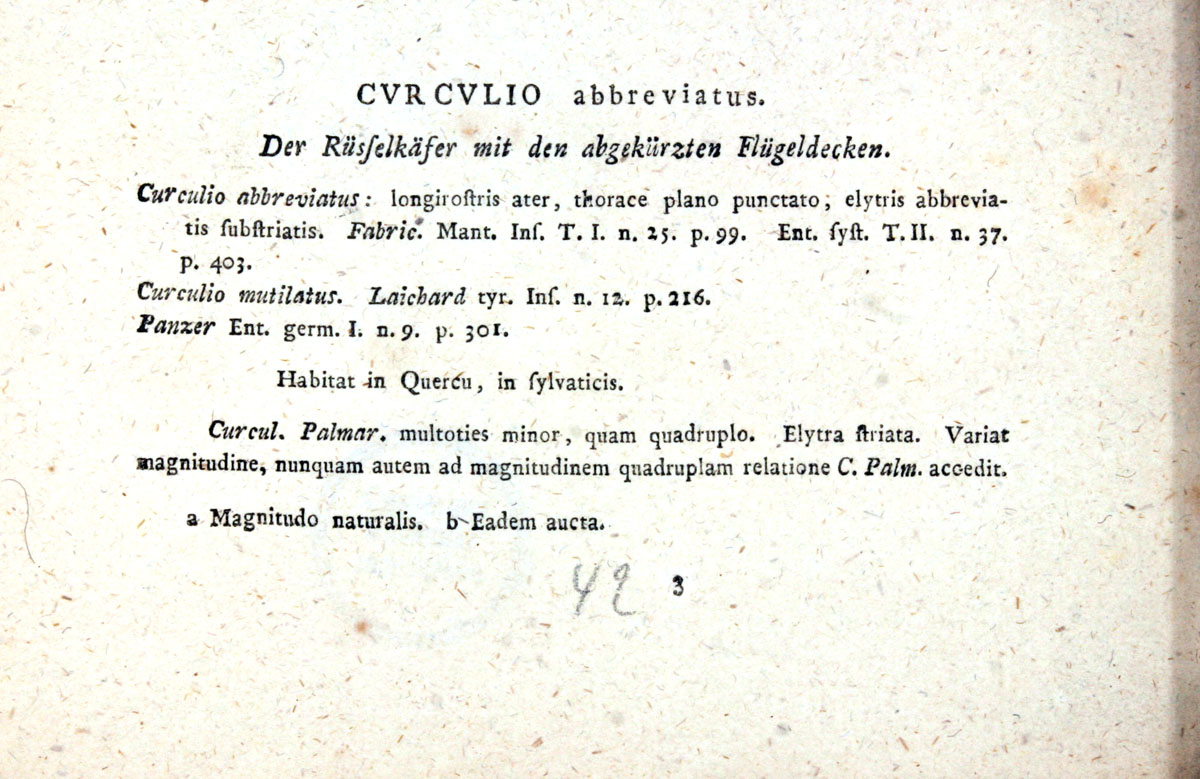 CVRCVLIO abbreviatus.
Der Rüſſelkäfer mit den abgekürzten Flügeldecken.
Curculio abbreviatus: longiroſtris ater, thorace plano punctato; elytris abbrevia-
tis ſubſtriatis. Fabric. Mant. Inſ. T. I. n. 25. p. 99. Ent. ſyſt. T. II. n. 37.
p. 403.
Curculio mutilatus. Laichard tyr. Inſ. n. 12. p. 216.
Panzer Ent. germ. I. n. 9. p. 301.
Habitat in Quercu, in ſylvaticis.
Curcul. Palmar. multoties minor, quam quadruplo. Elytra ſtriata. Variat
magnitudine, nunquam autem ad magnitudinem quadruplam relatione C. Palm. accedit.
a Magnitudo naturalis. b Eadem aucta.
42 3